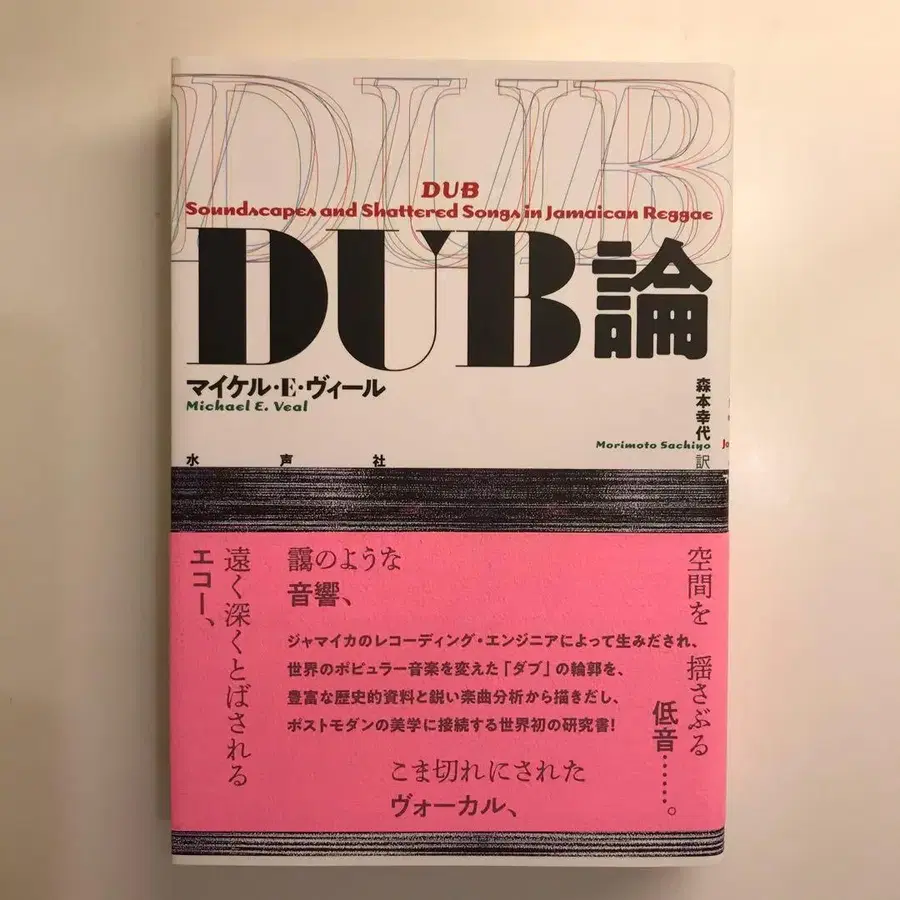 DUB
DUB
Soundscapes and Shattered Songs in Jamaican Reggae
DUB論
マイケル・E・ヴィール
Michael E. Veal
森本幸代 訳
Morimoto Sachiyo
水声社
空間を揺さぶる
低音……。
靄のような
音響、
ジャマイカのレコーディング・エンジニアによって生みだされ、
世界のポピュラー音楽を変えた「ダブ」の輪郭を、
豊富な歴史的資料と鋭い楽曲分析から描きだし、
ポストモダンの美学に接続する世界初の研究書!
こま切れにされた
ヴォーカル、
遠く深くとばされる
エコー、